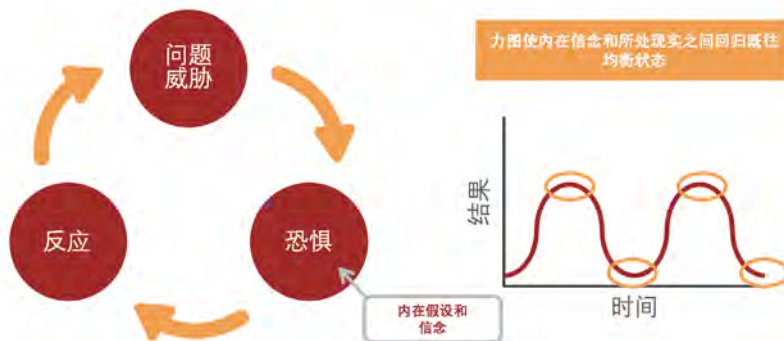 问题
威胁
恐惧
反应
内在假设和
信念
力图使内在信念和所处现实之间回归既往
均衡状态
结果
时间